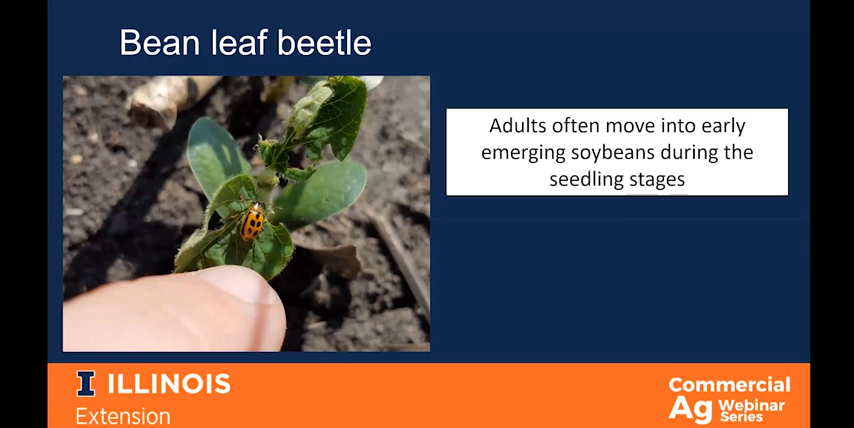 Bean leaf beetle
Adults often move into early
emerging soybeans during the
seedling stages
I ILLINOIS
Extension
Commercial
Ag Webinar
Series